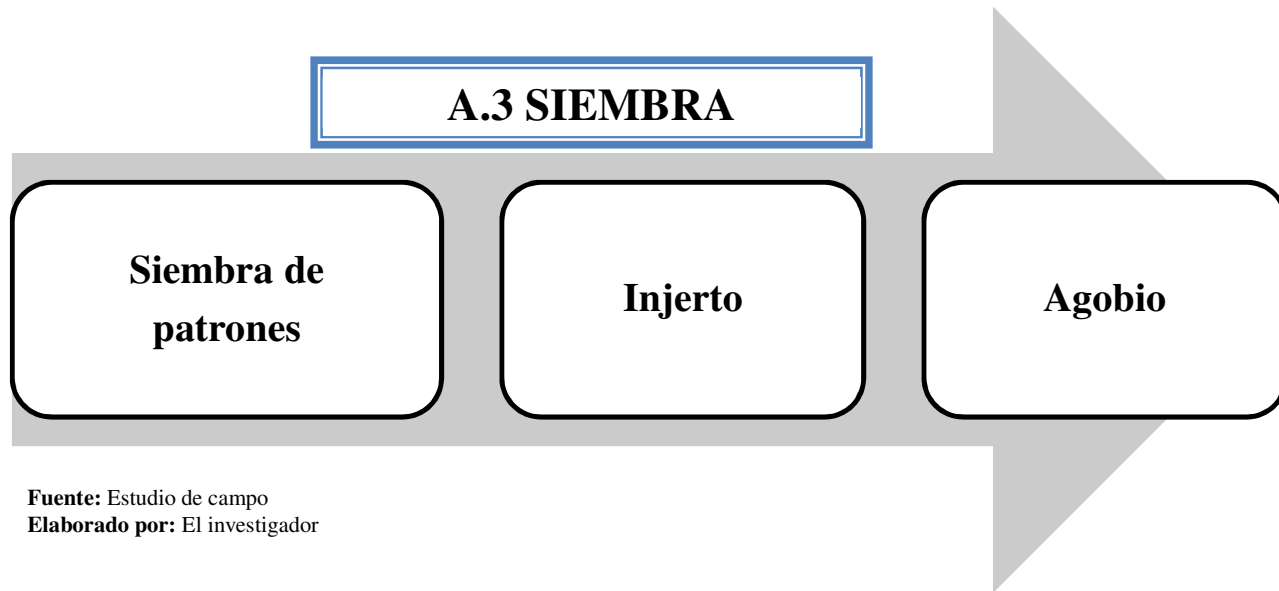 A.3 SIEMBRA
Siembra de
patrones
Injerto
Agobio
Fuente: Estudio de campo
Elaborado por: El investigador